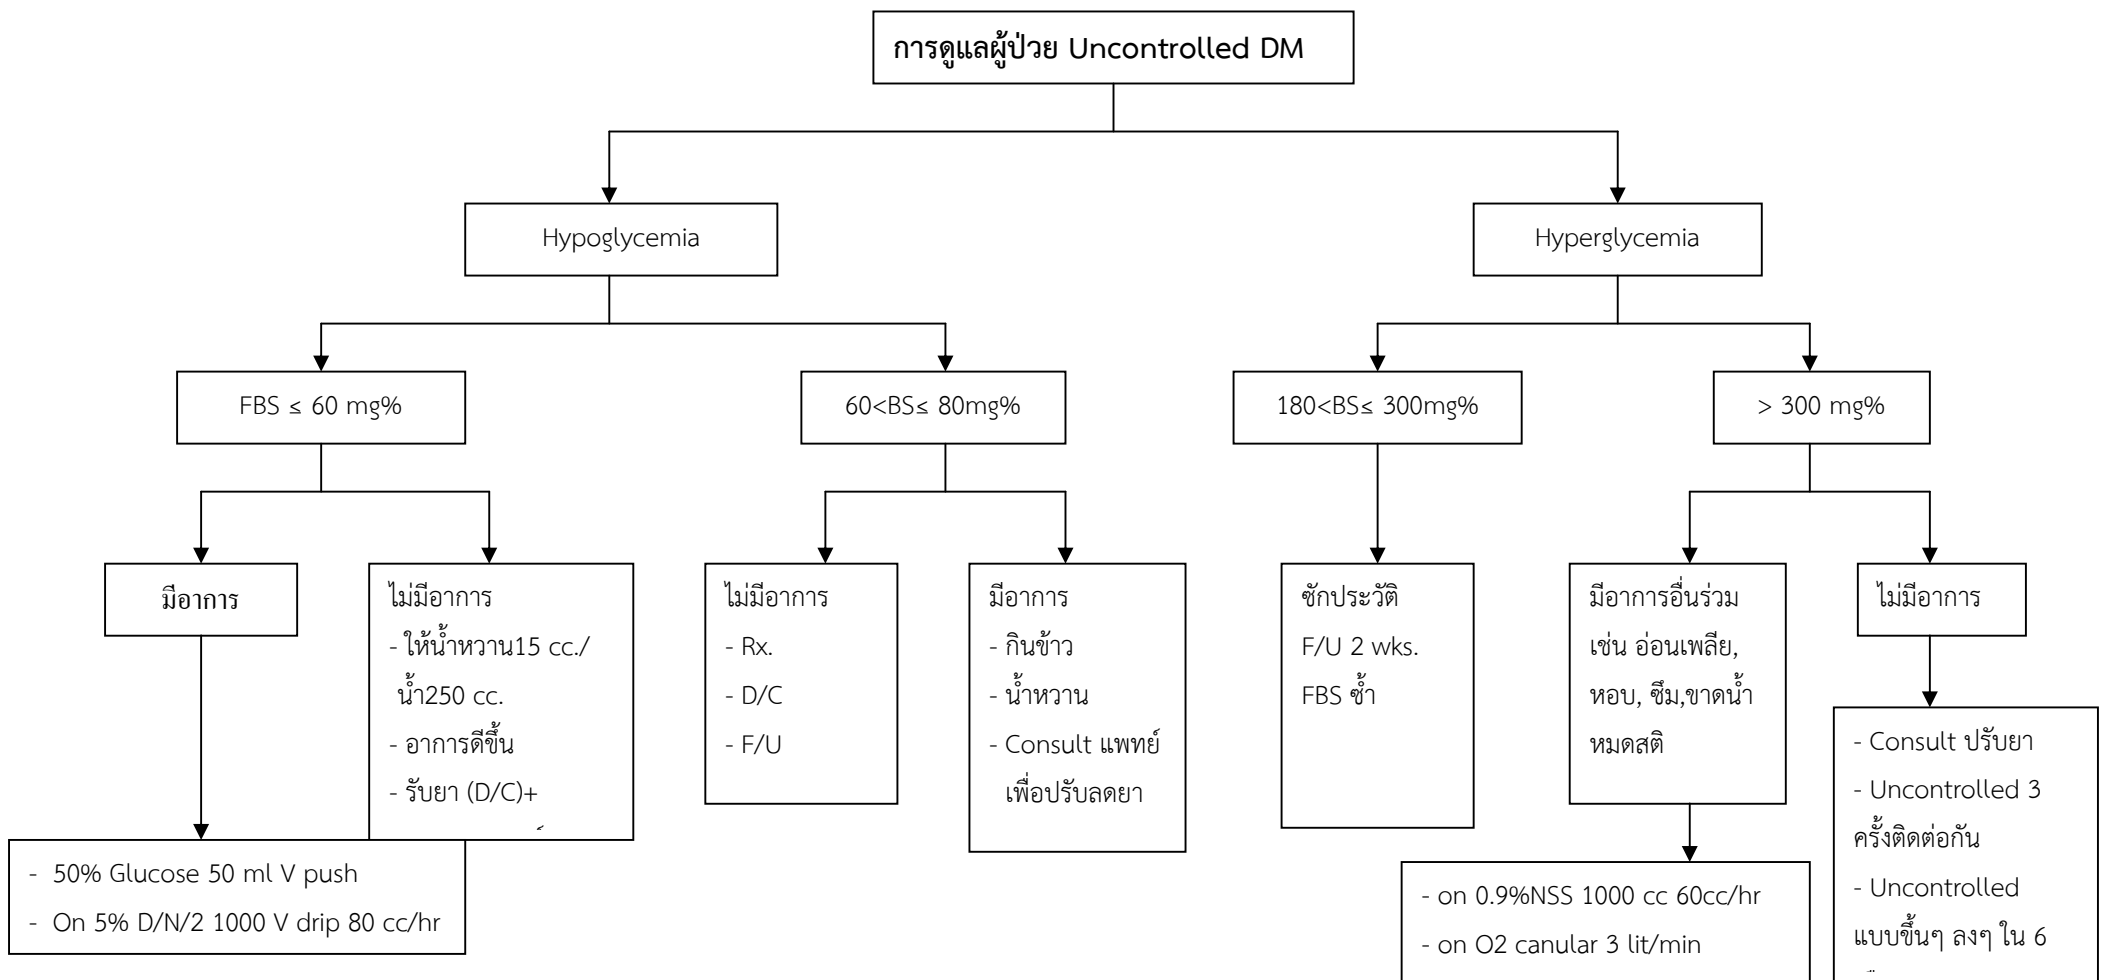 การดูแลผู้ป่วย Uncontrolled DM
Hypoglycemia
Hyperglycemia
FBS ≤ 60 mg%
60<BS≤ 80mg%
180<BS≤ 300mg%
> 300 mg%
มีอาการ
ไม่มีอาการ
- ให้น้ำหวาน15 cc./
น้ำ250 cc.
- อาการดีขึ้น
- รับยา (D/C)+
ไม่มีอาการ
- Rx.
- D/C
- F/U
มีอาการ
- กินข้าว
- น้ำหวาน
- Consult แพทย์
เพื่อปรับลดยา
ซักประวัติ
F/U 2 wks.
FBS ซ้ำ
มีอาการอื่นร่วม
เช่น อ่อนเพลีย,
หอบ, ซึม,ขาดน้ำ
หมดสติ
ไม่มีอาการ
- 50% Glucose 50 ml V push
- On 5% D/N/2 1000 V drip 80 cc/hr
- on 0.9%NSS 1000 cc 60cc/hr
- on O2 canular 3 lit/min
- Consult ปรับยา
- Uncontrolled 3
ครั้งติดต่อกัน
- Uncontrolled
แบบขึ้นๆ ลงๆ ใน 6